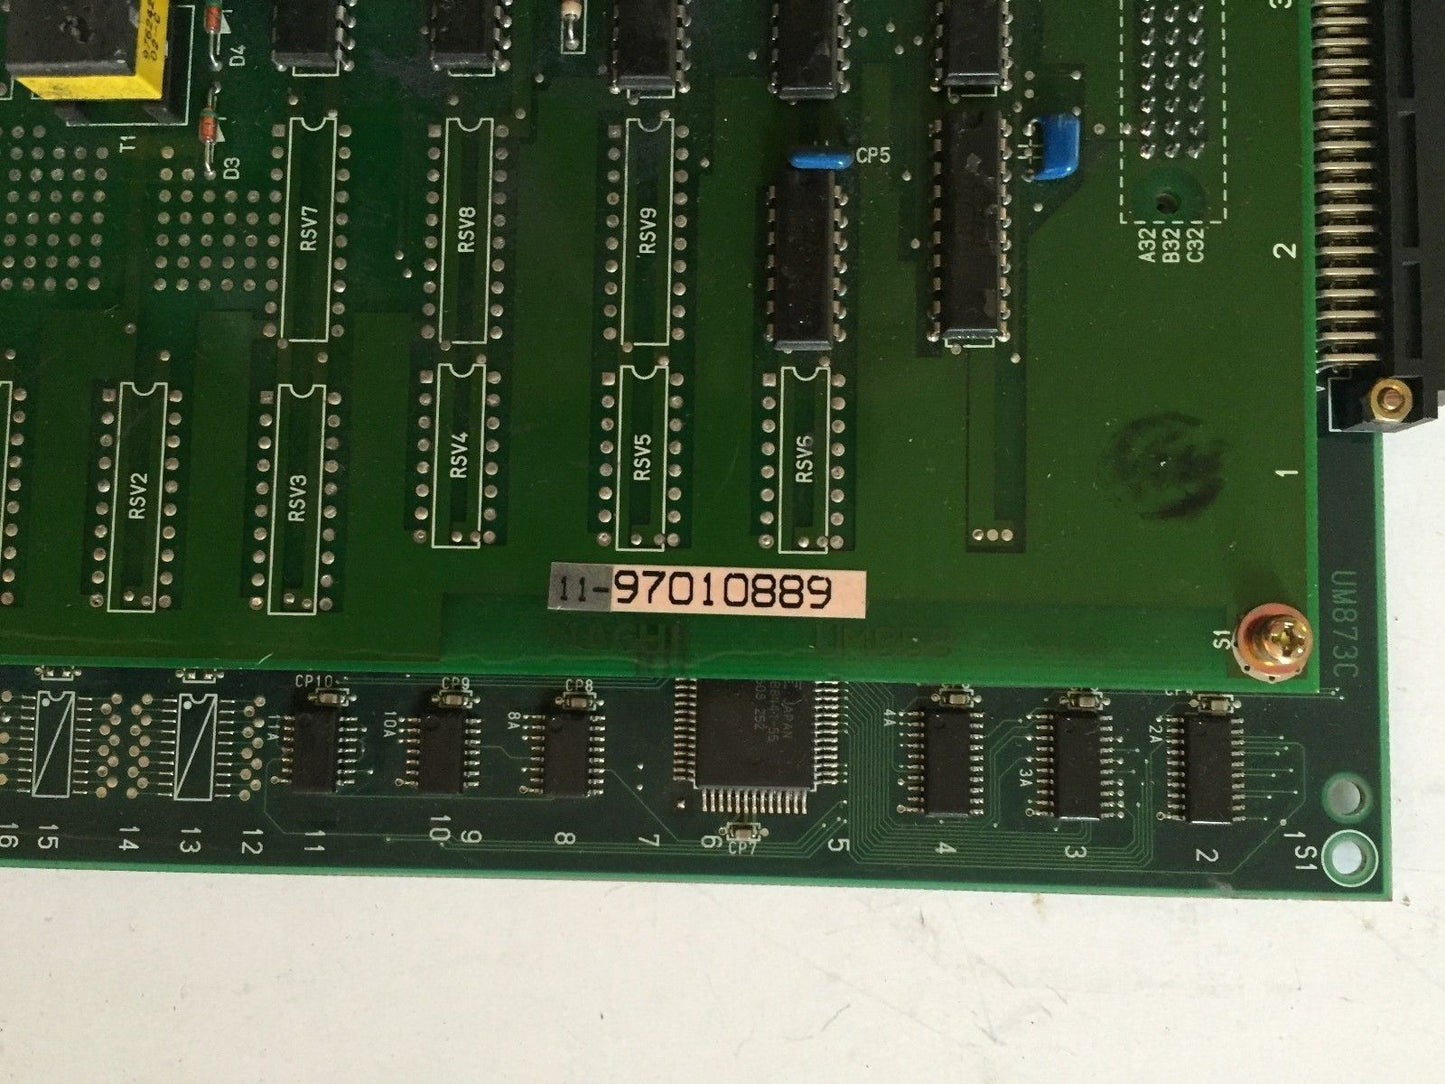 D4
3
T1
D3
CP5
RSV7
RSV8
RSV9
A32
B32
C32
2
RSV2
RSV3
RSV4
RSV5
RSV6
1
11-97010889
S1
UM873C
CP10
CP9
CP8
11A
10A
8A
JAPAN
4A
3A
2A
16 15 14 13 12 11 10 9 8 7 6 5 4 3 2 1
CP7
S1